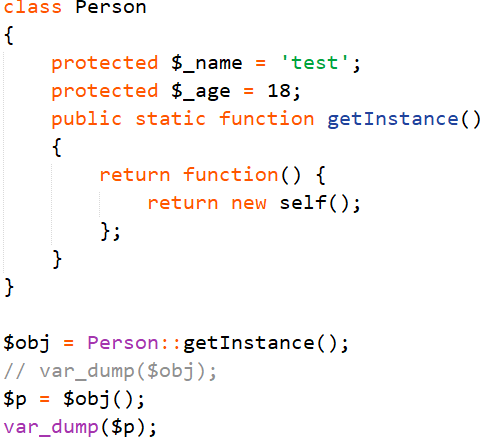 class Person
{
    protected $_name = 'test';
    protected $_age = 18;
    public static function getInstance()
    {
        return function() {
            return new self();
        };
    }
}

$obj = Person::getInstance();
// var_dump($obj);
$p = $obj();
var_dump($p);